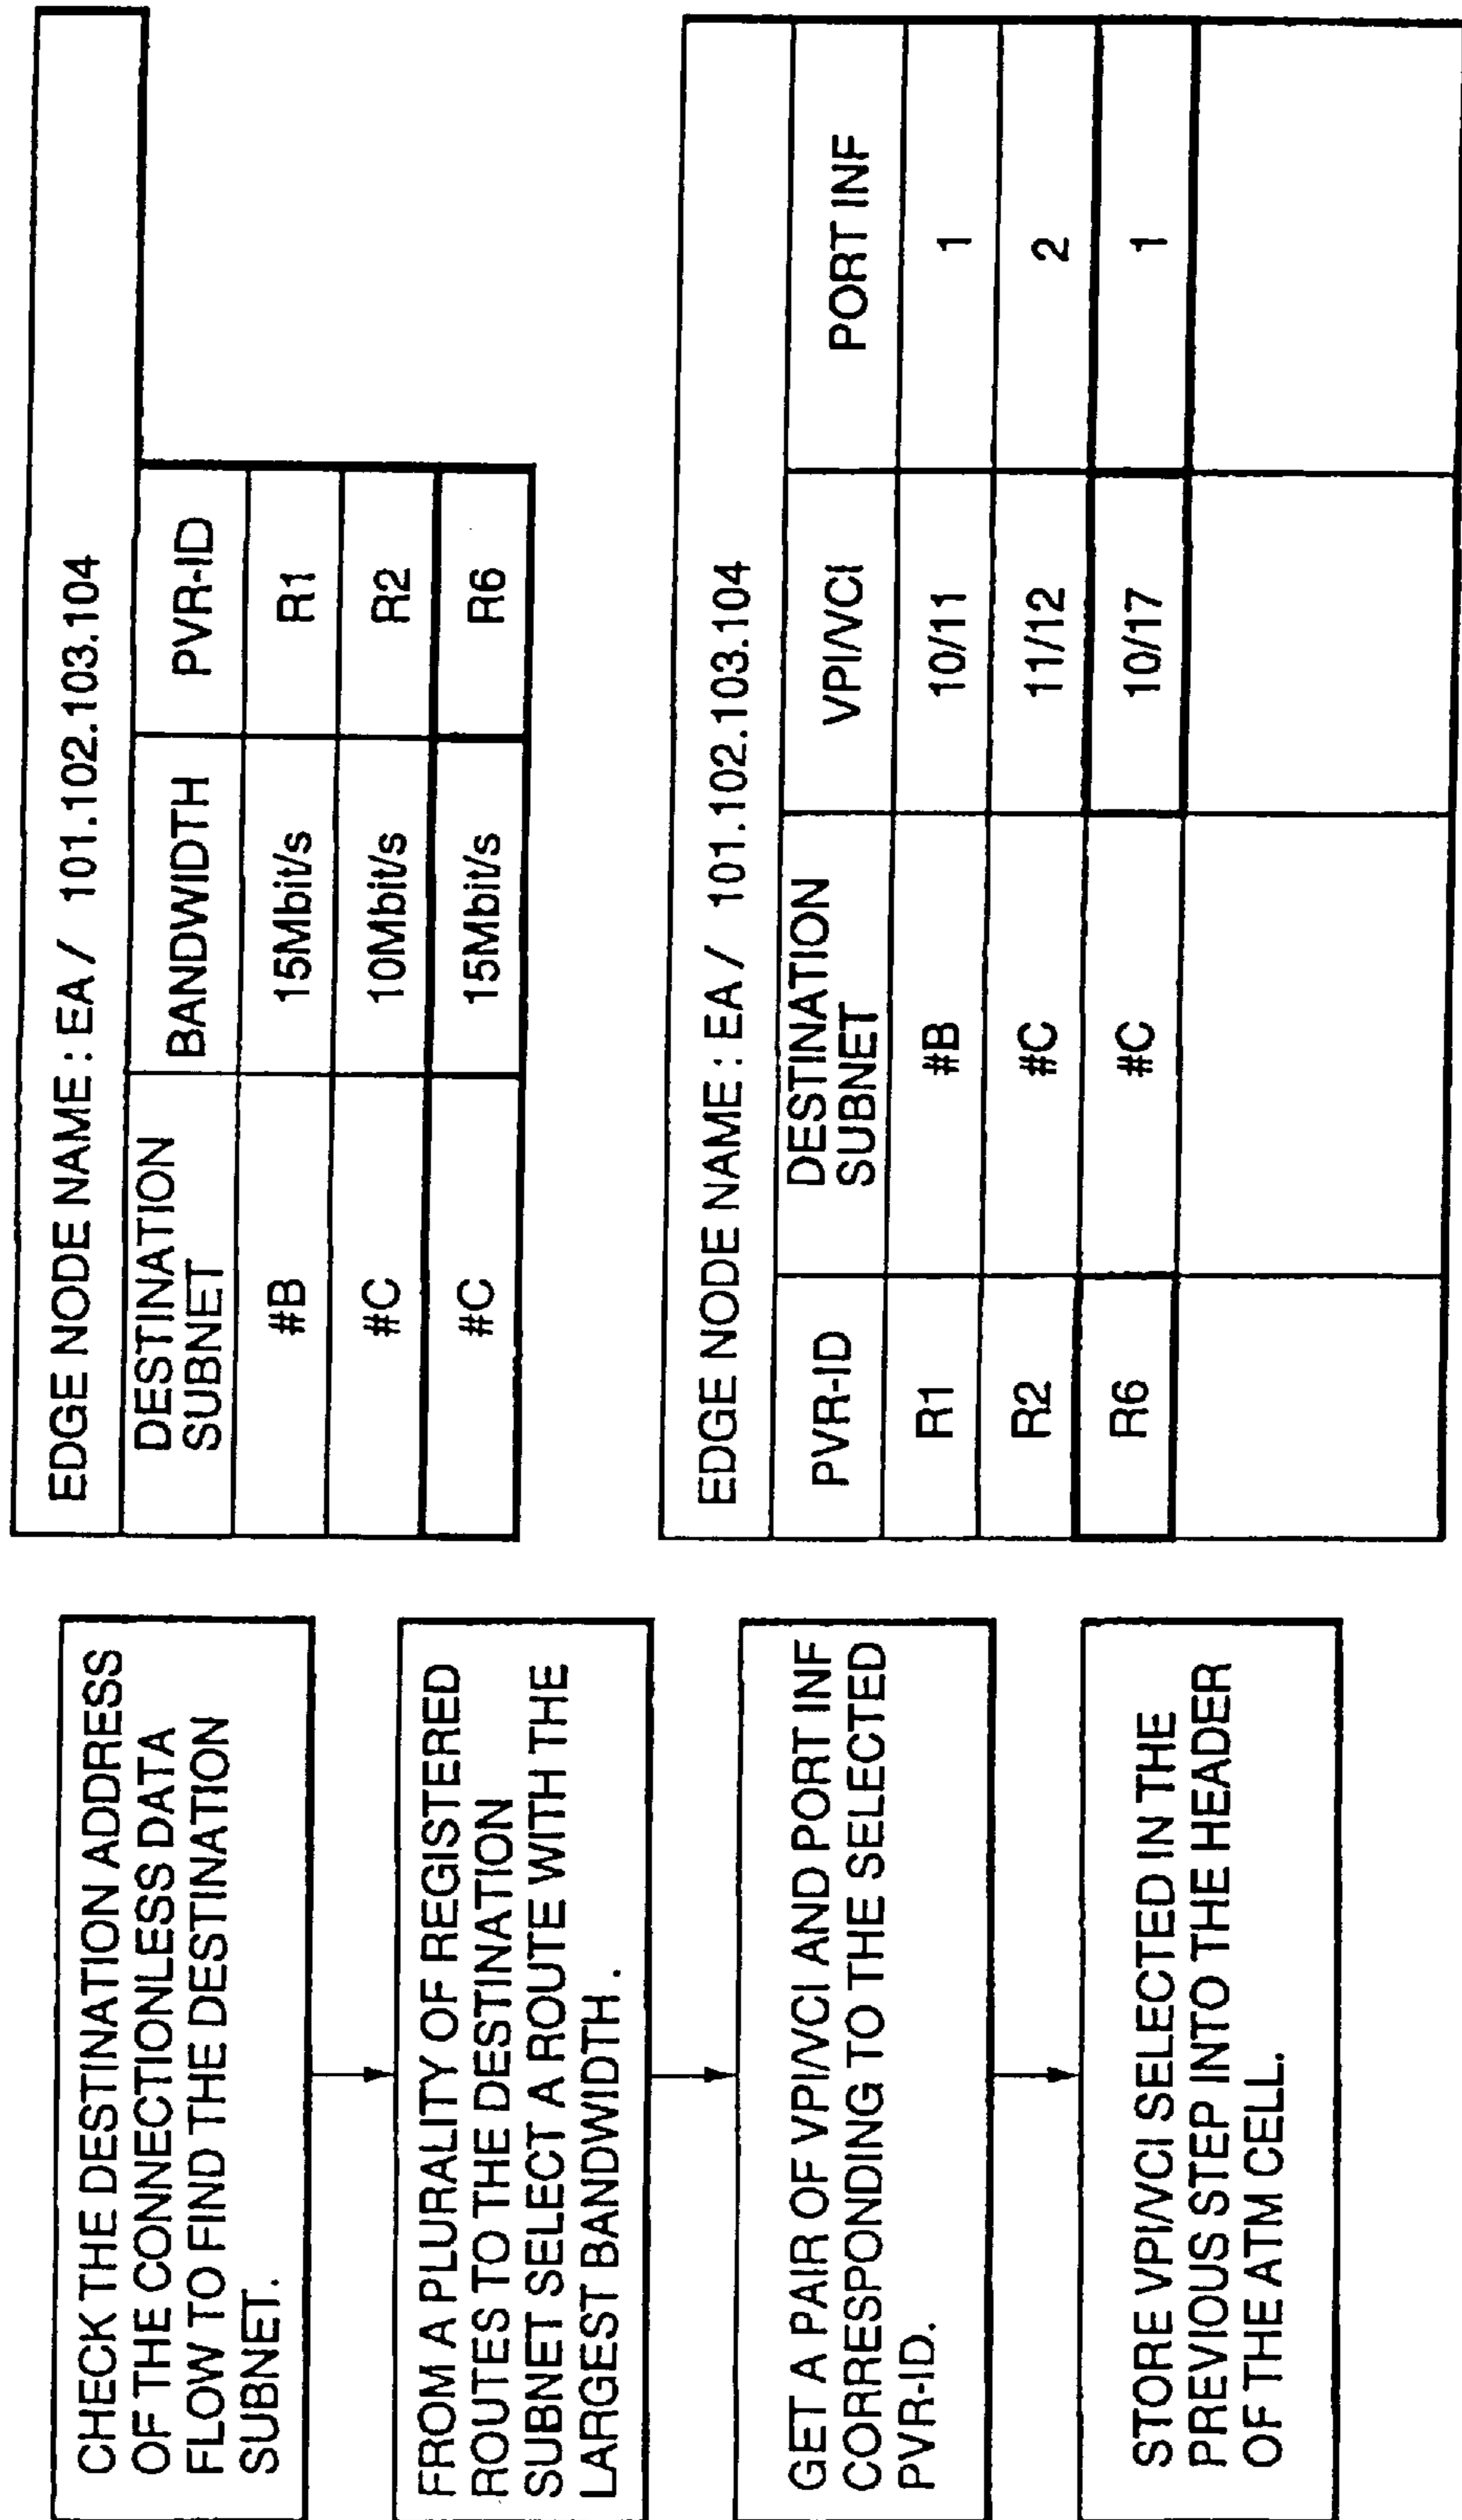 CHECK THE DESTINATION ADDRESS
OF THE CONNECTIONLESS DATA
FLOW TO FIND THE DESTINATION
SUBNET.
FROM A PLURALITY OF REGISTERED
ROUTES TO THE DESTINATION
SUBNET SELECT A ROUTE WITH THE
LARGEST BANDWIDTH .
GET A PAIR OF VPI/VCI AND PORT INF
CORRESPONDING TO THE SELECTED
PVR-ID.
STORE VPI/VCI SELECTED IN THE
PREVIOUS STEP INTO THE HEADER
OF THE ATM CELL.
EDGE NODE NAME : EA / 101.102.103.104
DESTINATION
SUBNET
BANDWIDTH
PVR-ID
#B 15Mbit/s R1
#C 10Mbit/s R2
#C 15Mbit/s R6
EDGE NODE NAME : EA / 101.102.103.104
PVR-ID
DESTINATION
SUBNET
VPI/VCI
PORT INF
R1 #B 10/11 1
R2 #C 11/12 2
R6 #C 10/17 1